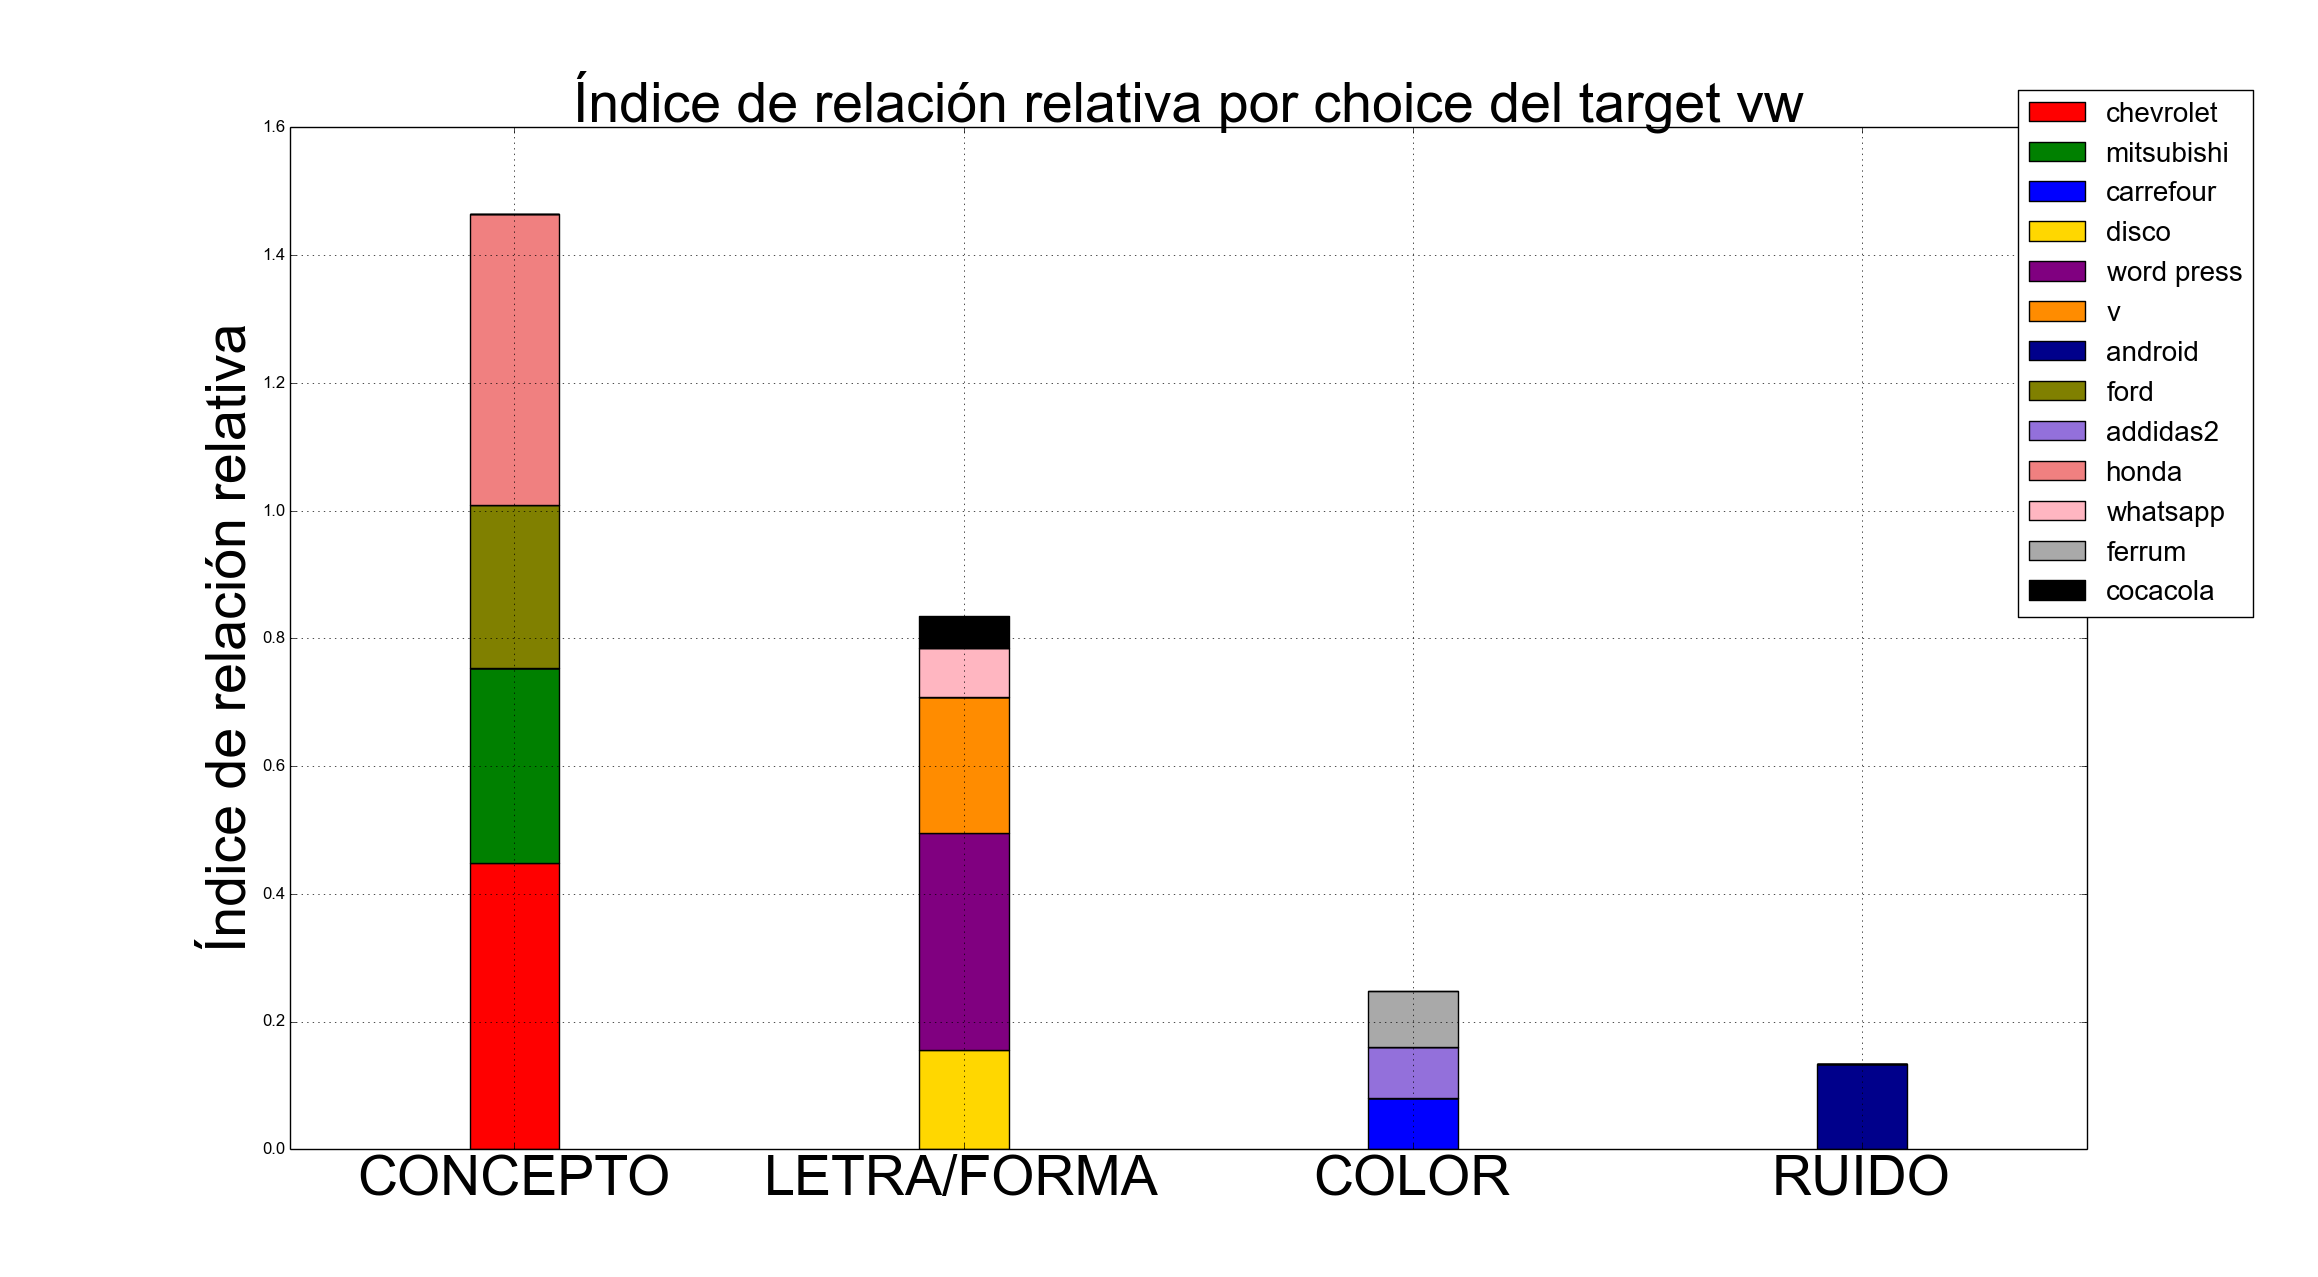 Índice de relación relativa por choice del target vw
Índice de relación relativa
1.6
1.4
1.2
1.0
0.8
0.6
0.4
0.2
0.0
CONCEPTO
LETRA/FORMA
COLOR
RUIDO
chevrolet
mitsubishi
carrefour
disco
word press
v
android
ford
addidas2
honda
whatsapp
ferrum
cocacola